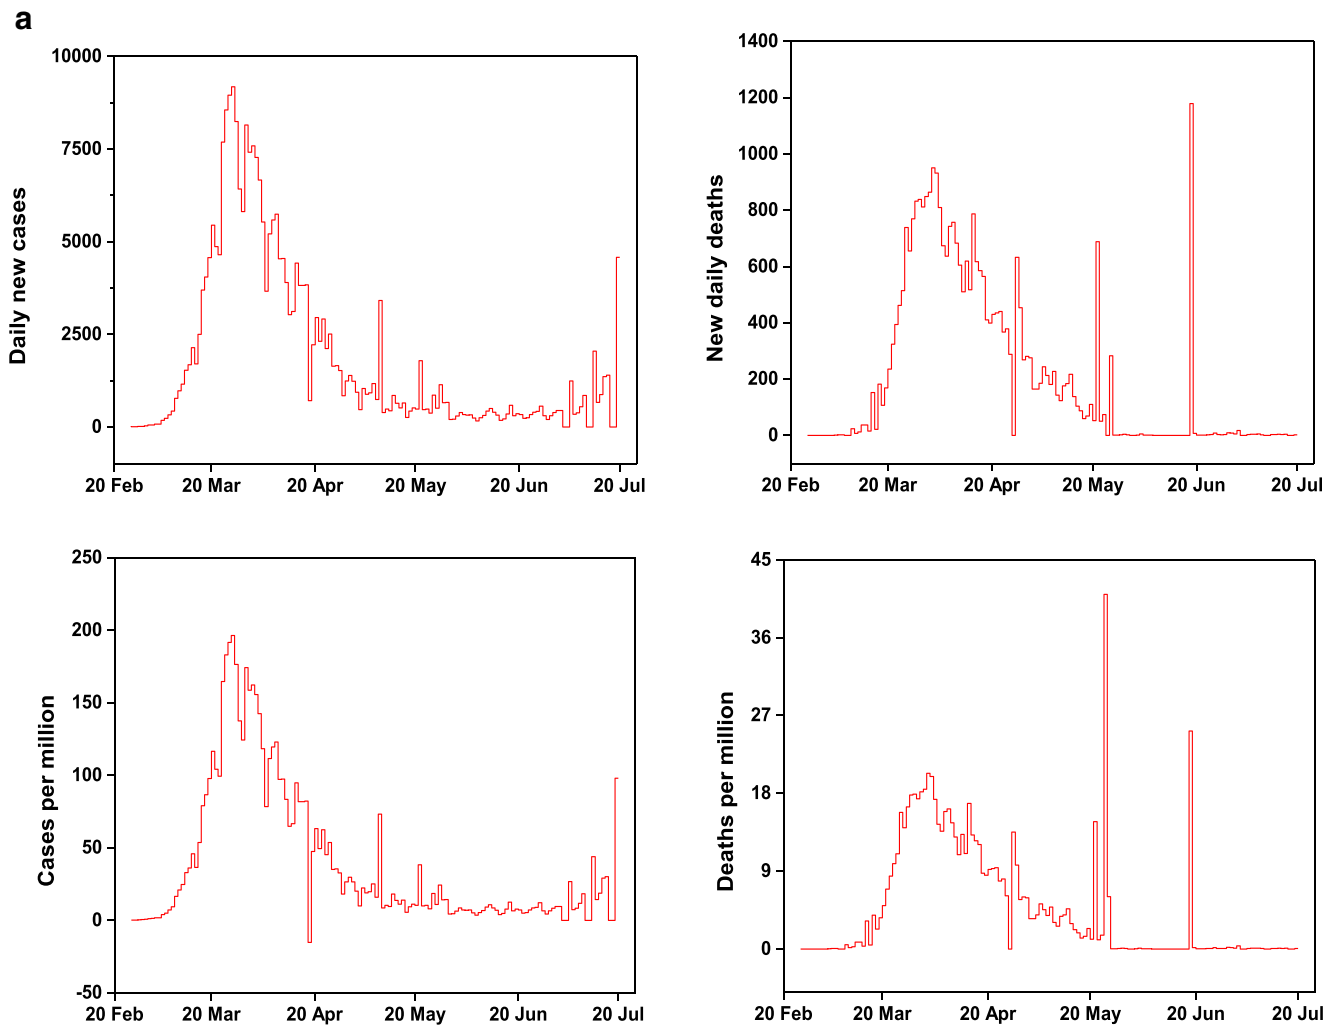 a
Daily new cases
10000
7500
5000
2500
0
20 Feb 20 Mar 20 Apr 20 May 20 Jun 20 Jul
New daily deaths
1400
1200
1000
800
600
400
200
0
20 Feb 20 Mar 20 Apr 20 May 20 Jun 20 Jul
Cases per million
250
200
150
100
50
0
-50
20 Feb 20 Mar 20 Apr 20 May 20 Jun 20 Jul
Deaths per million
45
36
27
18
9
0
20 Feb 20 Mar 20 Apr 20 May 20 Jun 20 Jul